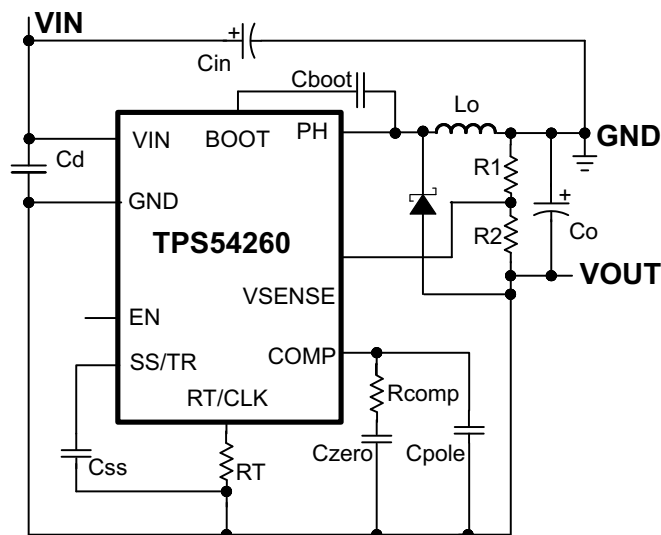 VIN
+
Cin
Cboot
Lo
VIN
BOOT
PH
GND
Cd
R1
GND
+
TPS54260
R2
Co
VOUT
VSENSE
EN
COMP
SS/TR
RT/CLK
Rcomp
Css
RT
Czero
Cpole